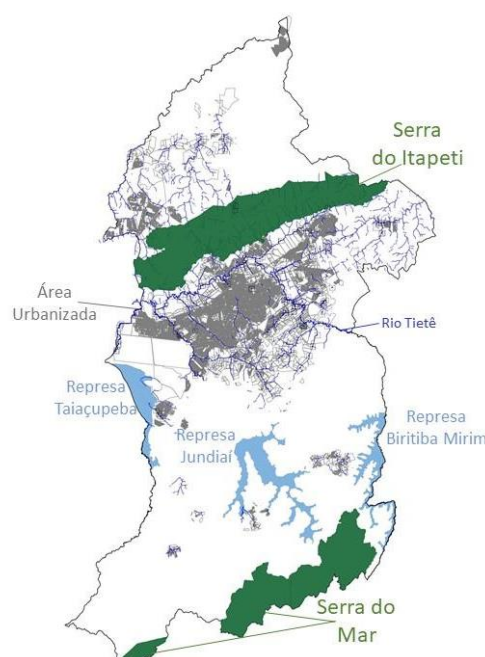 Serra
do Itapeti
Área
Urbanizada
Rio Tietê
Represa
Taiaçupeba
Represa
Jundiaí
Represa
Biritiba Mirim
Serra do
Mar